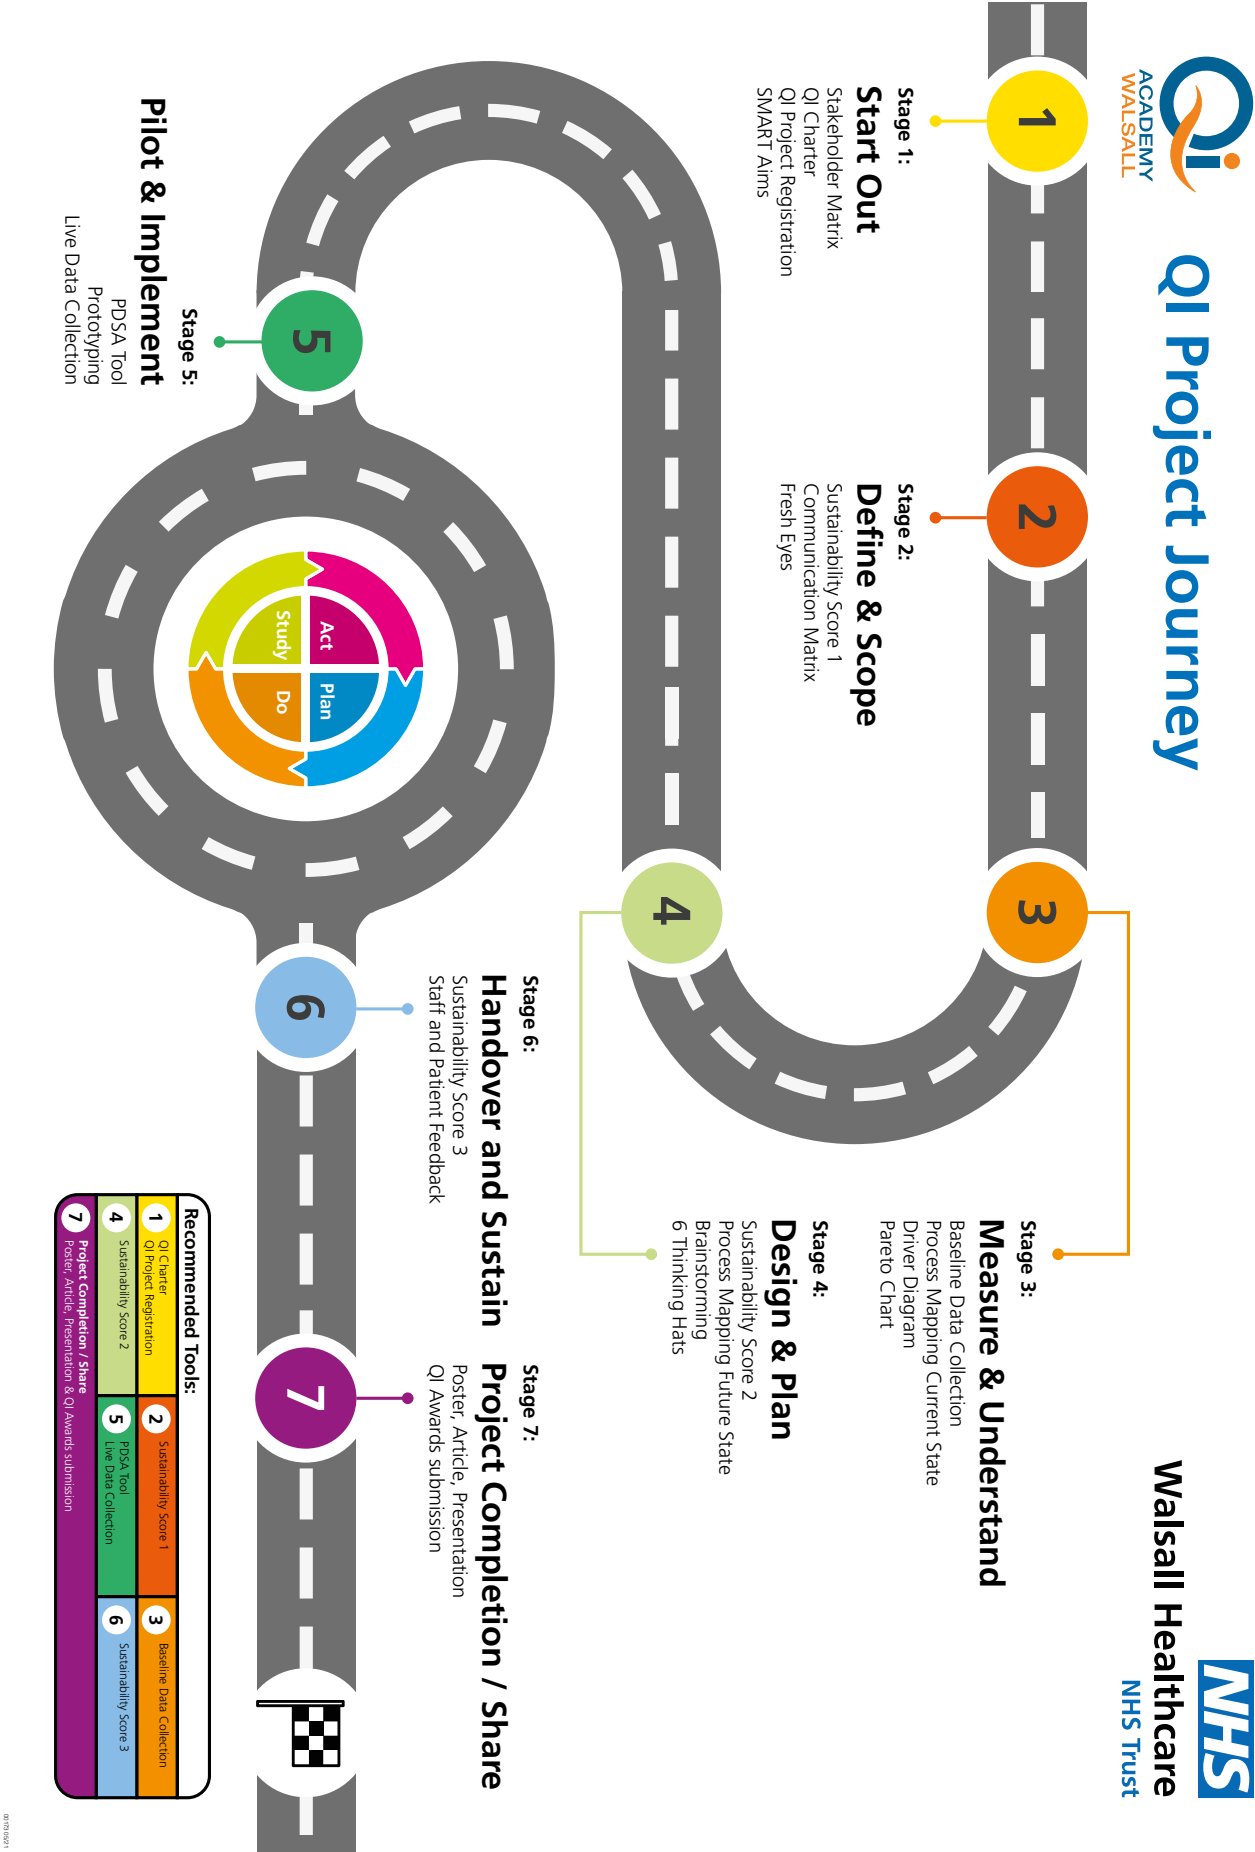 Qi
ACADEMY
WALSALL
QI Project Journey
NHS
Walsall Healthcare
NHS Trust
1
Stage 1:
Start Out
Stakeholder Matrix
QI Charter
QI Project Registration
SMART Aims
2
Stage 2:
Define & Scope
Sustainability Score 1
Communication Matrix
Fresh Eyes
3
Stage 3:
Measure & Understand
Baseline Data Collection
Process Mapping Current State
Driver Diagram
Pareto Chart
4
Stage 4:
Design & Plan
Sustainability Score 2
Process Mapping Future State
Brainstorming
6 Thinking Hats
5
Stage 5:
Pilot & Implement
PDSA Tool
Prototyping
Live Data Collection
Act
Plan
Study
Do
6
Stage 6:
Handover and Sustain
Sustainability Score 3
Staff and Patient Feedback
7
Stage 7:
Project Completion / Share
Poster, Article, Presentation
QI Awards submission
Recommended Tools:
1
QI Charter
QI Project Registration
2
Sustainability Score 1
3
Baseline Data Collection
4
Sustainability Score 2
5
PDSA Tool
Live Data Collection
6
Sustainability Score 3
7
Project Completion / Share
Poster, Article, Presentation & QI Awards submission